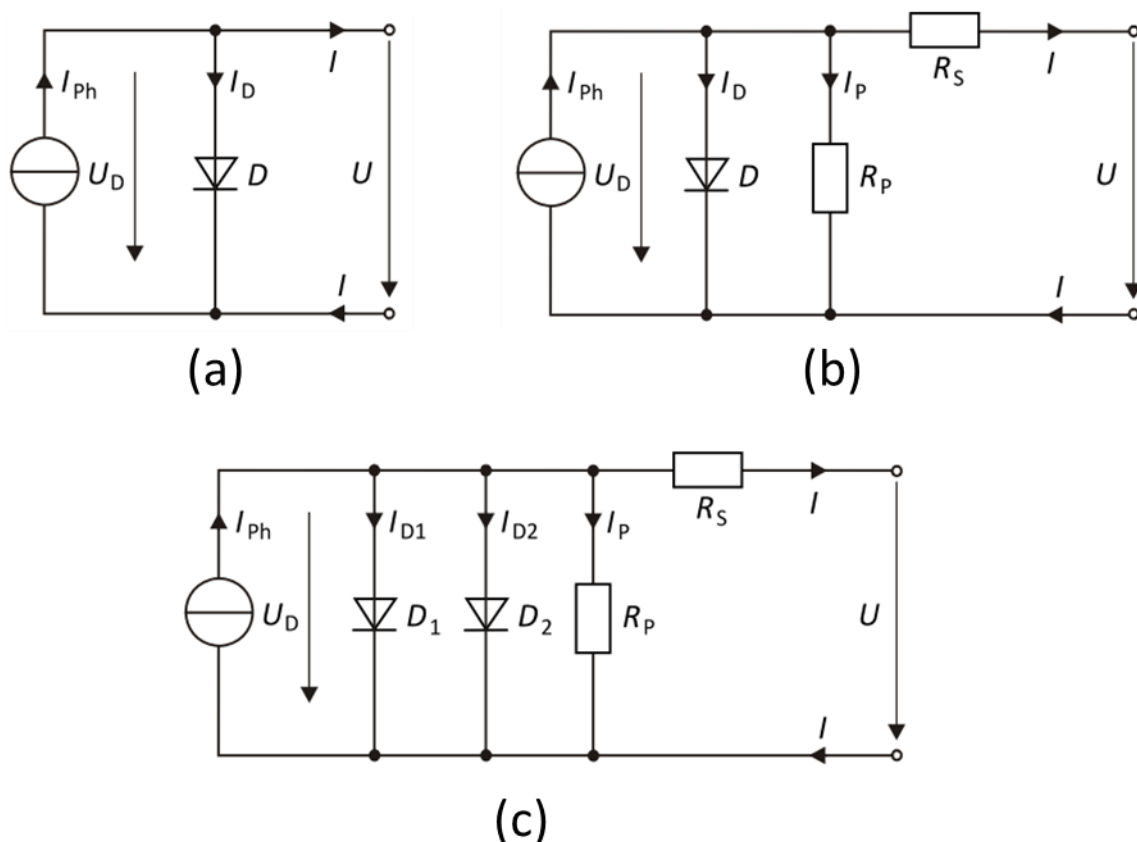 I
I_Ph
I_D
U_D
D
U
I
(a)
R_S
I
I_Ph
I_D
I_P
U_D
D
R_P
U
I
(b)
R_S
I
I_Ph
I_D1
I_D2
I_P
U_D
D_1
D_2
R_P
U
I
(c)